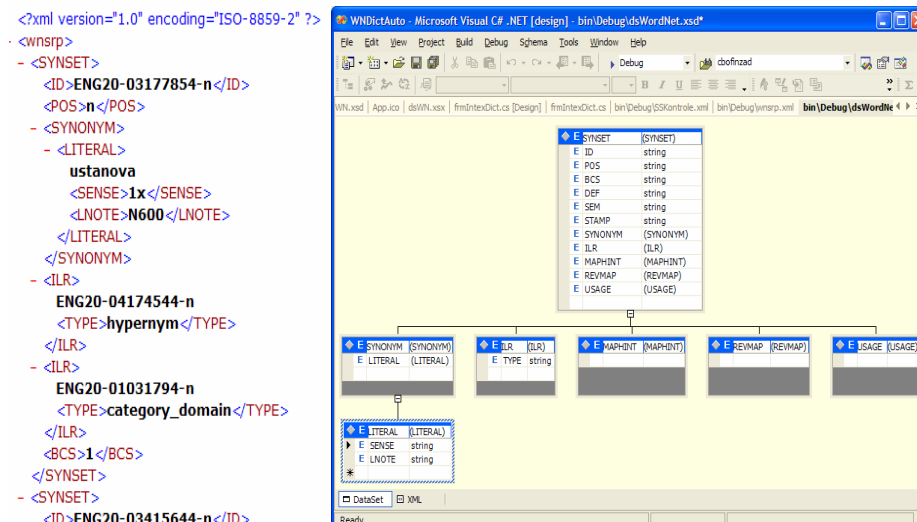 <?xml version="1.0" encoding="ISO-8859-2" ?>
- <wnsrp>
- <SYNSET>
<ID>ENG20-03177854-n</ID>
<POS>n</POS>
- <SYNONYM>
- <LITERAL>
ustanova
<SENSE>1x</SENSE>
<LNOTE>N600</LNOTE>
</LITERAL>
</SYNONYM>
- <ILR>
ENG20-04174544-n
<TYPE>hypernym</TYPE>
</ILR>
- <ILR>
ENG20-01031794-n
<TYPE>category_domain</TYPE>
</ILR>
<BCS>1</BCS>
</SYNSET>
- <SYNSET>
<ID>ENG20-03415644-n</ID>
WNDictAuto - Microsoft Visual C# .NET [design] - bin\Debug\dsWordNet.xsd*
File Edit View Project Build Debug Schema Tools Window Help
Debug cbofinzad
B I U
WN.xsd | App.ico | dsWN.xsx | frmIntexDict.cs [Design] | frmIntexDict.cs | bin\Debug\SSKontrole.xml | bin\Debug\wnsrp.xml | bin\Debug\dsWordNe
E SYNSET (SYNSET)
E ID string
E POS string
E BCS string
E DEF string
E SEM string
E STAMP string
E SYNONYM (SYNONYM)
E ILR (ILR)
E MAPHINT (MAPHINT)
E REVMAP (REVMAP)
E USAGE (USAGE)
E SYNONYM (SYNONYM)
E LITERAL (LITERAL)
E ILR (ILR)
E TYPE string
E MAPHINT (MAPHINT)
E REVMAP (REVMAP)
E USAGE (USAGE)
E LITERAL (LITERAL)
E SENSE string
E LNOTE string
DataSet XML
Ready